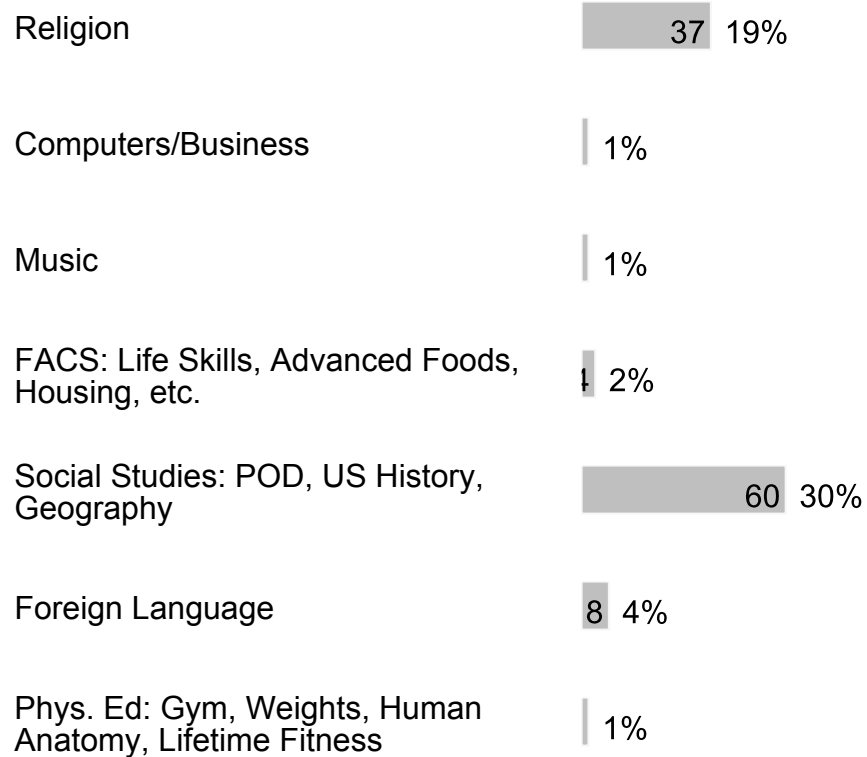 Religion 37 19%
Computers/Business 1%
Music 1%
FACS: Life Skills, Advanced Foods,
Housing, etc. 4 2%
Social Studies: POD, US History,
Geography 60 30%
Foreign Language 8 4%
Phys. Ed: Gym, Weights, Human
Anatomy, Lifetime Fitness 1%